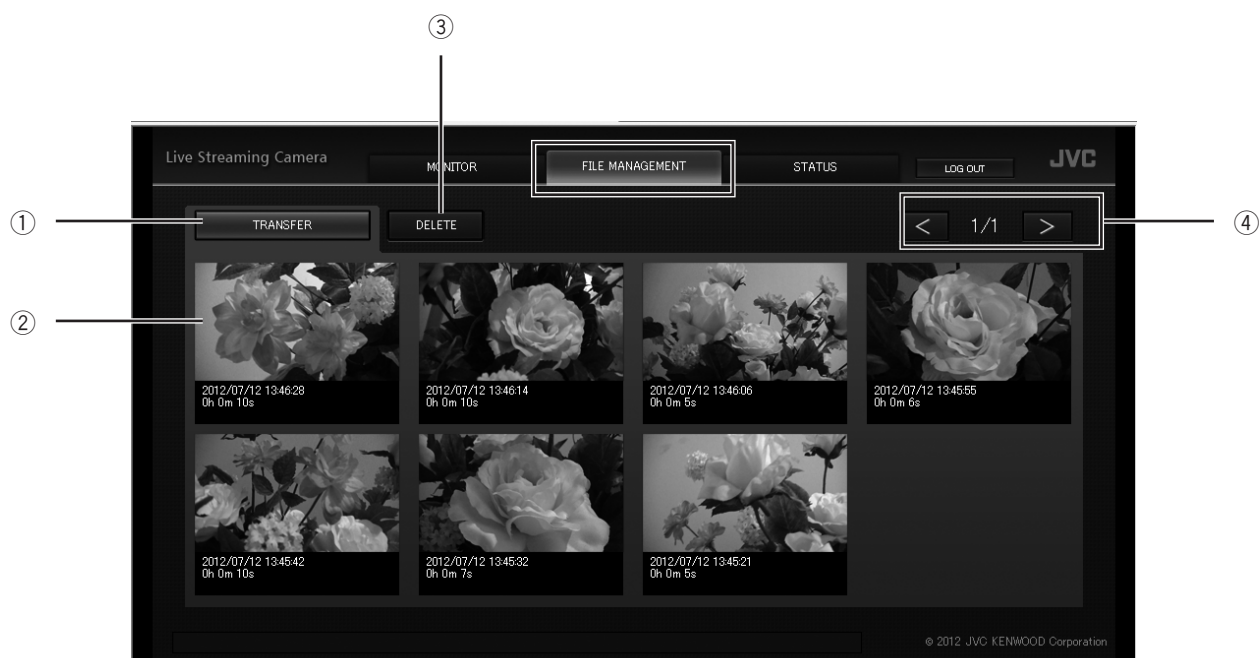 ③
Live Streaming Camera
MONITOR
FILE MANAGEMENT
STATUS
LOG OUT
JVC
①
TRANSFER
DELETE
< 1/1 >
④
②
2012/07/12 13:46:28
0h 0m 10s
2012/07/12 13:46:14
0h 0m 10s
2012/07/12 13:46:06
0h 0m 5s
2012/07/12 13:45:55
0h 0m 6s
2012/07/12 13:45:42
0h 0m 10s
2012/07/12 13:45:32
0h 0m 7s
2012/07/12 13:45:21
0h 0m 5s
© 2012 JVC KENWOOD Corporation